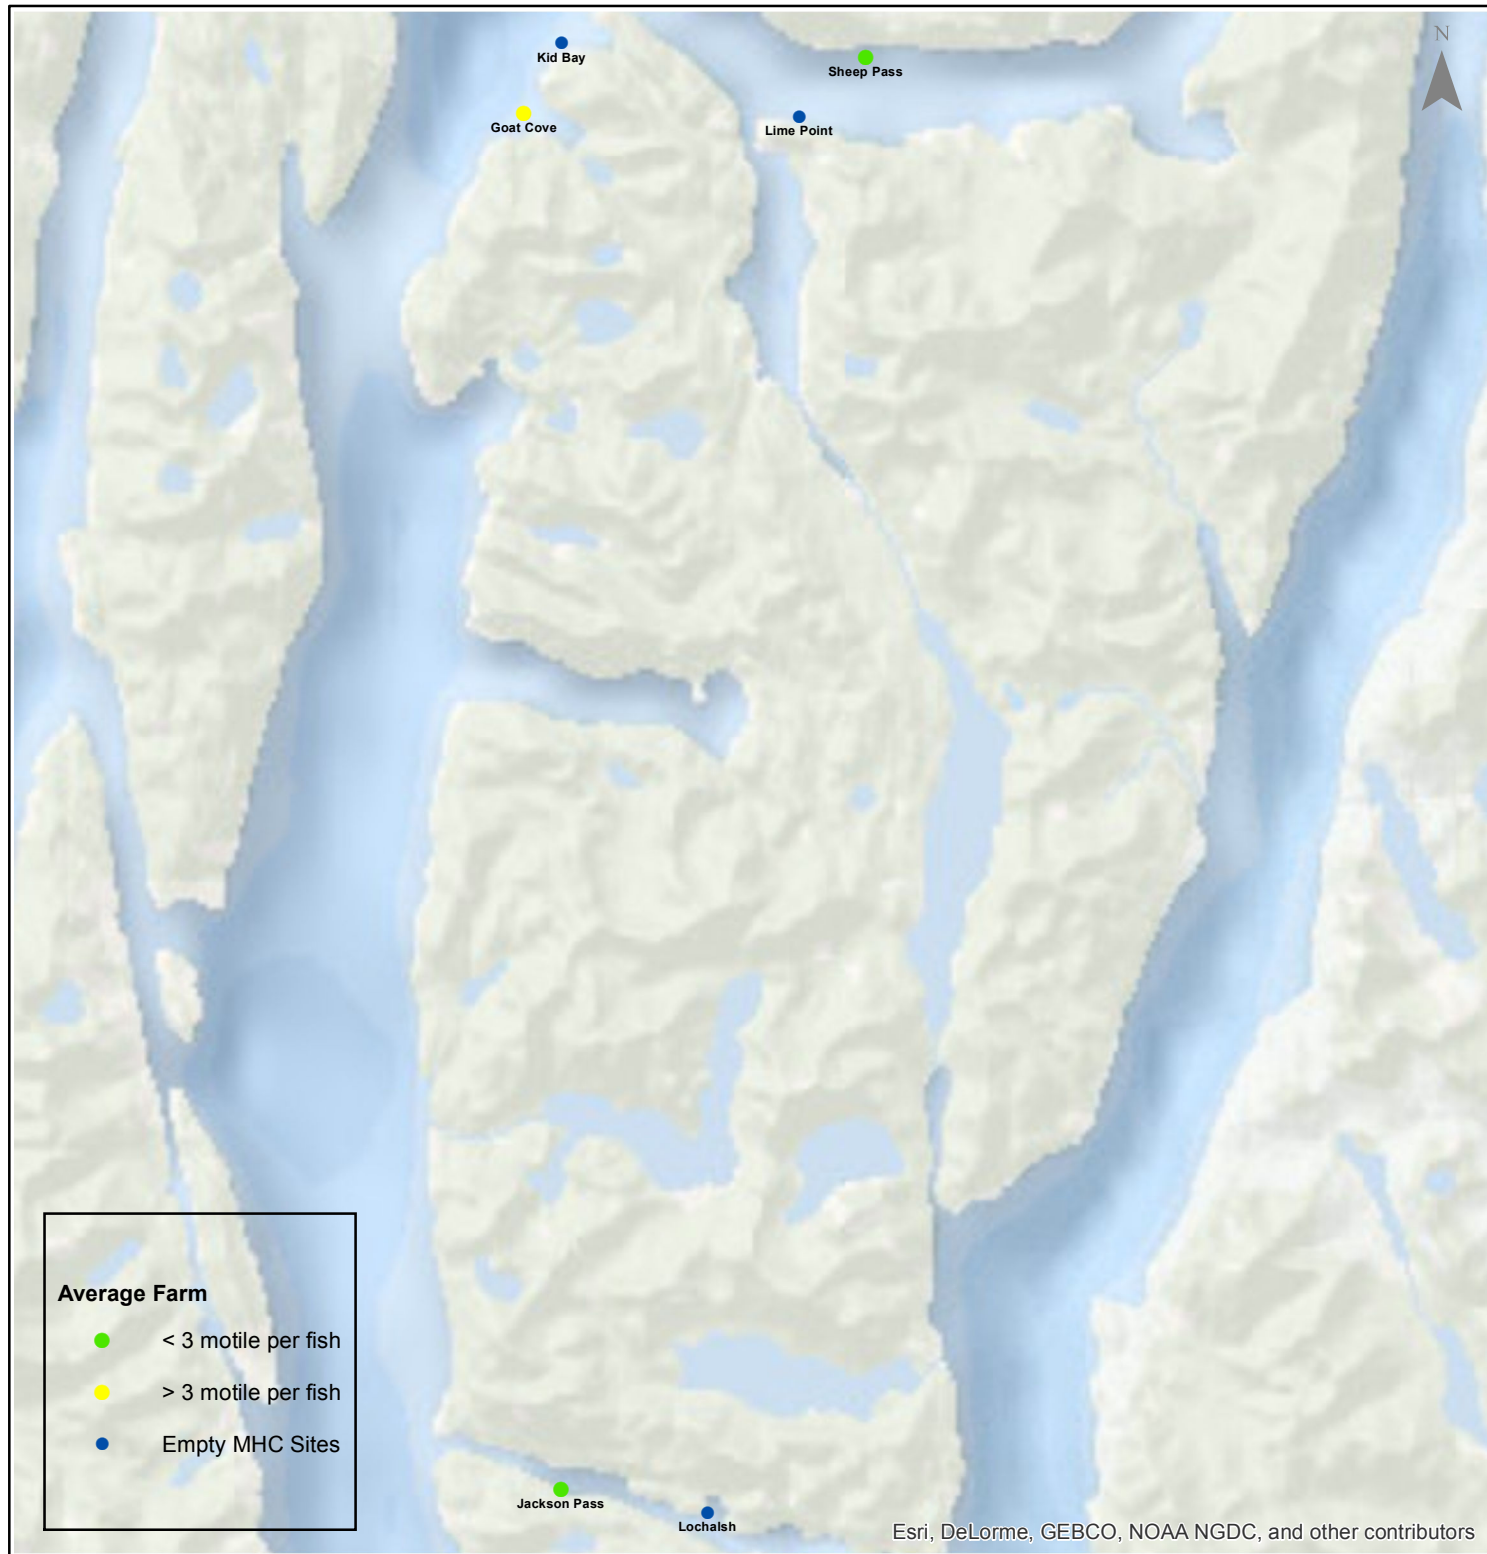 N
Kid Bay
Sheep Pass
Goat Cove
Lime Point
Average Farm
< 3 motile per fish
> 3 motile per fish
Empty MHC Sites
Jackson Pass
Lochalsh
Esri, DeLorme, GEBCO, NOAA NGDC, and other contributors